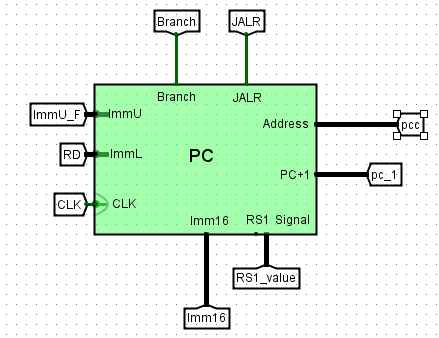 Branch JALR
Branch JALR
ImmU_F ImmU Address pcc
RD ImmL PC
CLK CLK PC+1 pc_1
Imm16 RS1 Signal
RS1_value
Imm16